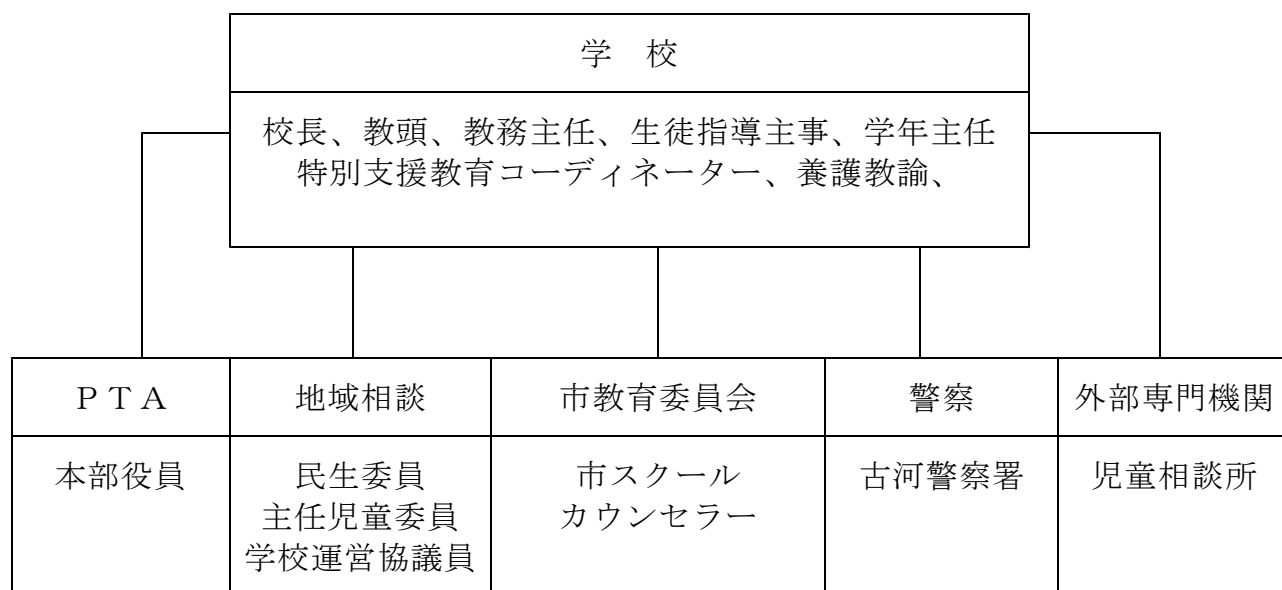 学　校
校長、教頭、教務主任、生徒指導主事、学年主任
特別支援教育コーディネーター、養護教諭、
ＰＴＡ
地域相談
市教育委員会
警察
外部専門機関
本部役員
民生委員
主任児童委員
学校運営協議員
市スクール
カウンセラー
古河警察署
児童相談所